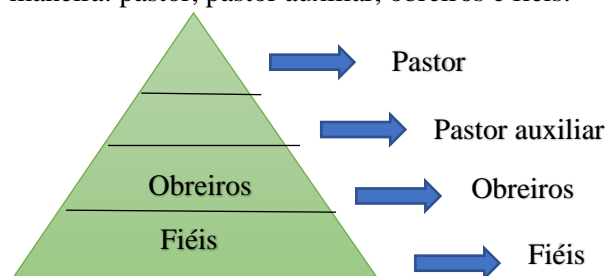 maneira: pastor, pastor auxiliar, obreiros e fiéis.
Pastor
Pastor auxiliar
Obreiros
Obreiros
Fiéis
Fiéis